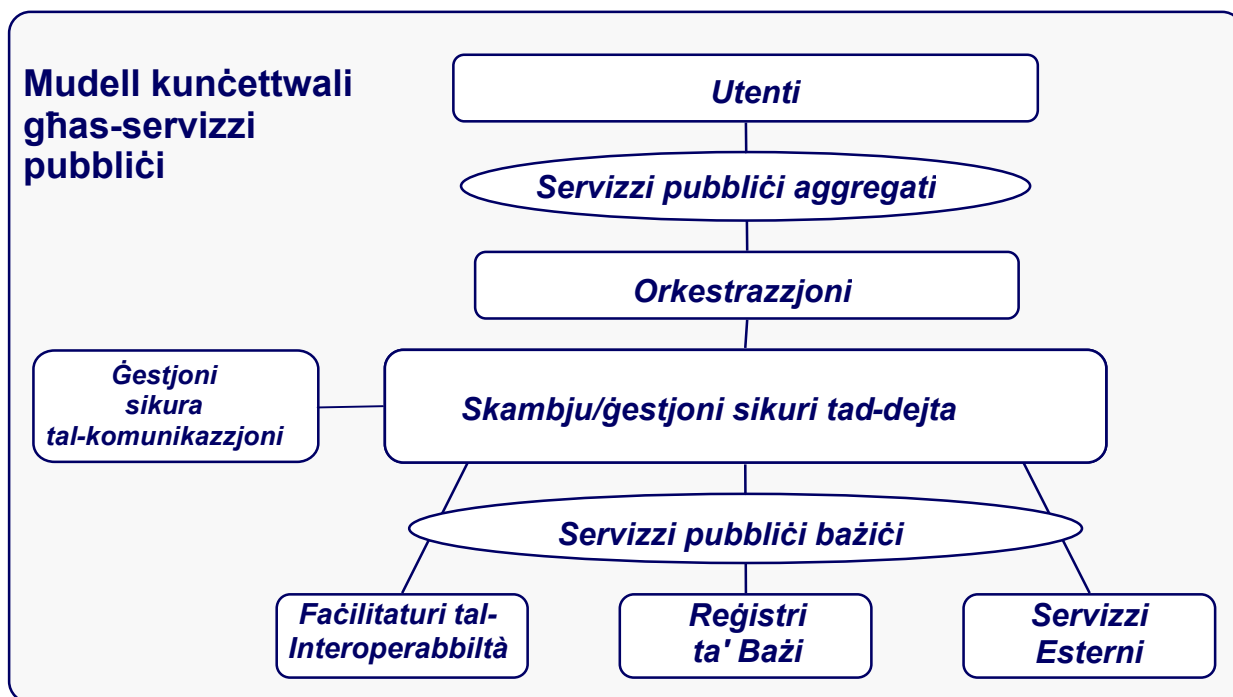 Mudell kunċettwali
għas-servizzi
pubbliċi
Utenti
Servizzi pubbliċi aggregati
Orkestrazzjoni
Ġestjoni
sikura
tal-komunikazzjoni
Skambju/ġestjoni sikuri tad-dejta
Servizzi pubbliċi bażiċi
Faċilitaturi tal-
Interoperabbiltà
Reġistri
ta' Bażi
Servizzi
Esterni